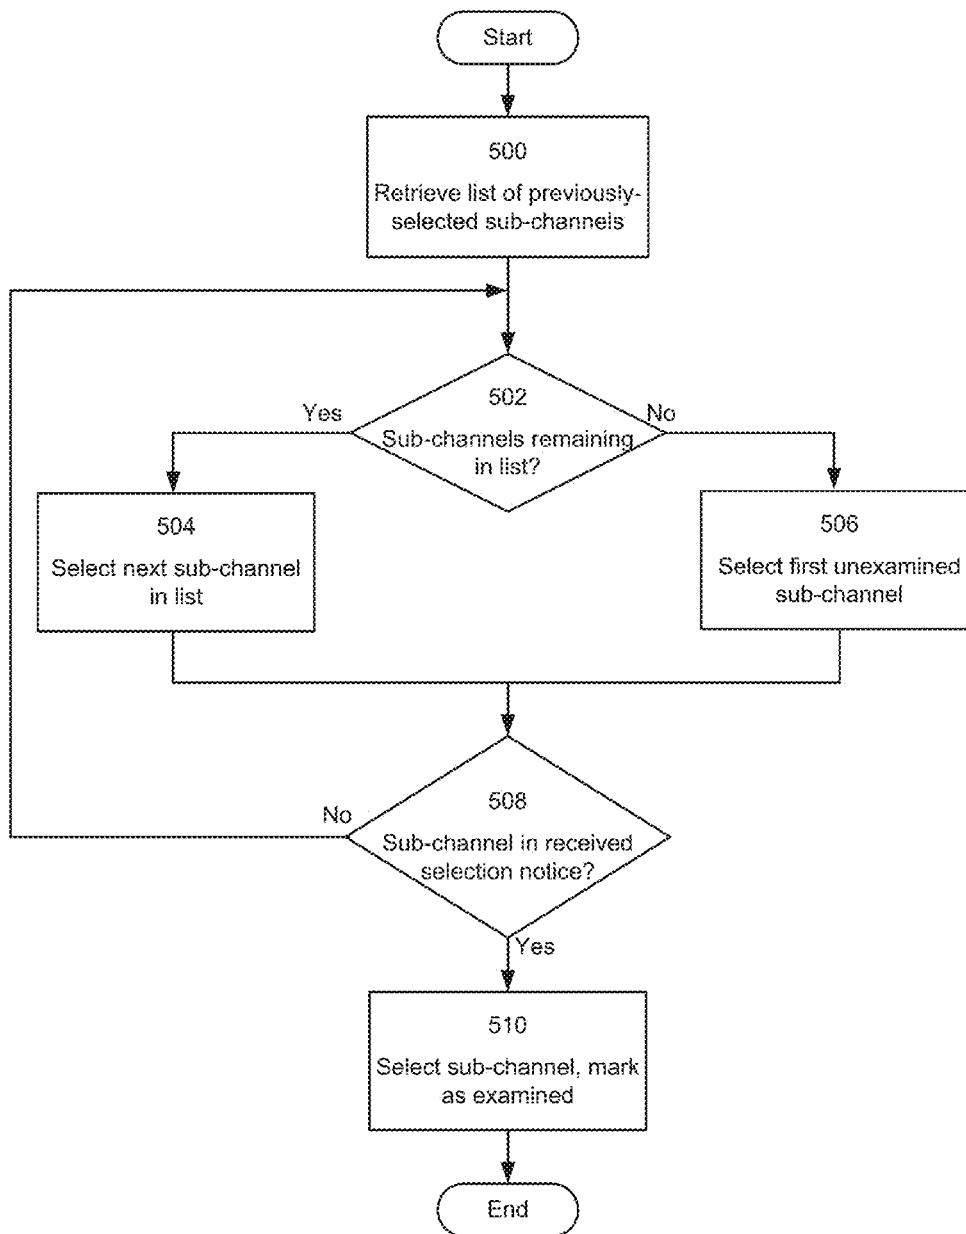 Start
500
Retrieve list of previously-
selected sub-channels
502
Yes
No
Sub-channels remaining
in list?
504
Select next sub-channel
in list
506
Select first unexamined
sub-channel
508
No
Sub-channel in received
selection notice?
Yes
510
Select sub-channel, mark
as examined
End